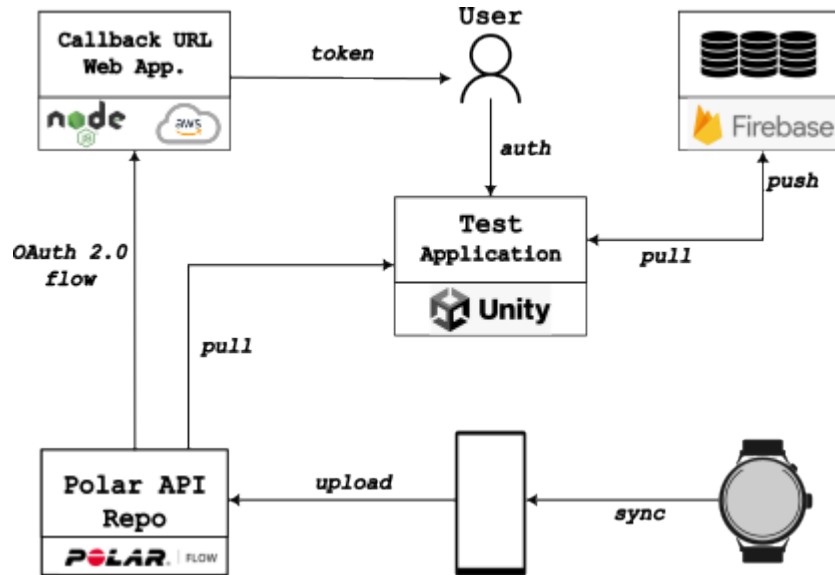 Callback URL
Web App.
node
JS
aws
token
User
Firebase
auth
push
OAuth 2.0
flow
Test
Application
Unity
pull
pull
Polar API
Repo
POLAR. | FLOW
upload
sync